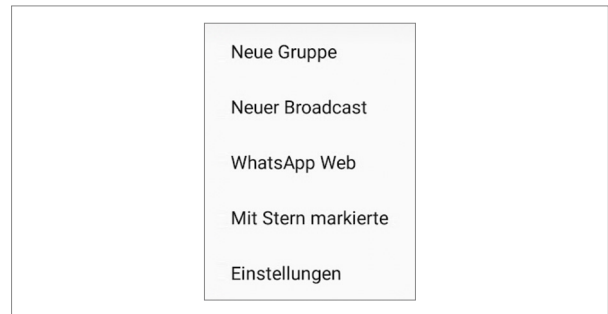 Neue Gruppe
Neuer Broadcast
WhatsApp Web
Mit Stern markierte
Einstellungen